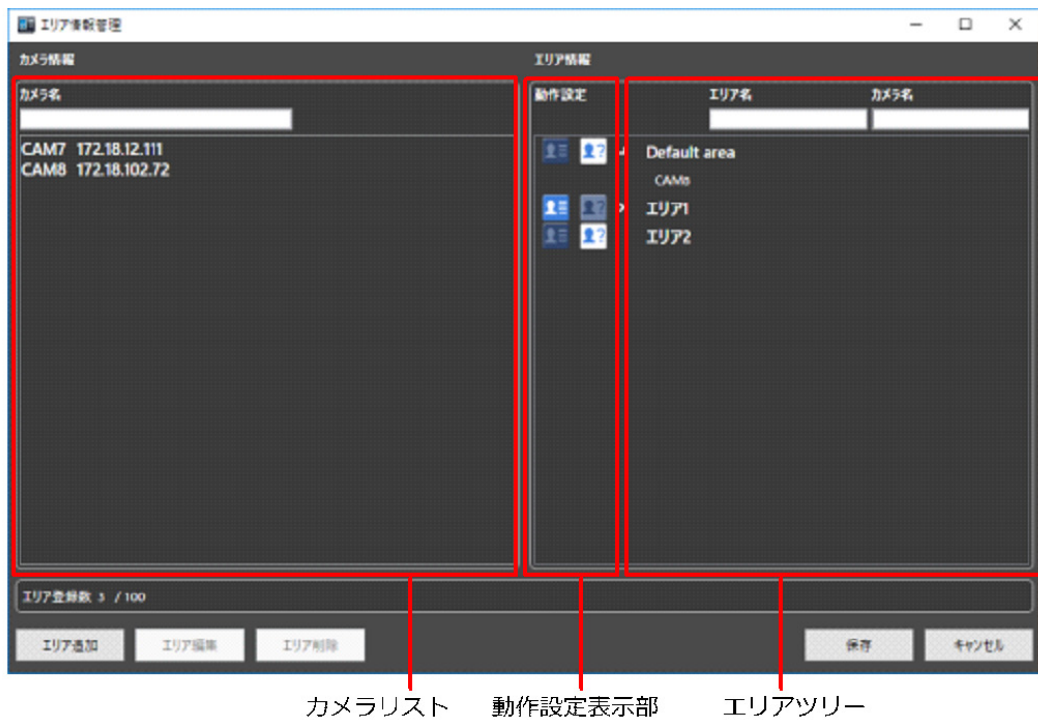 エリア情報管理
カメラ情報
エリア情報
カメラ名
動作設定
エリア名
カメラ名
CAM7 172.18.12.111
CAM8 172.18.102.72
Default area
CAM8
エリア1
エリア2
エリア登録数 3 / 100
エリア追加
エリア編集
エリア削除
保存
キャンセル
カメラリスト
動作設定表示部
エリアツリー